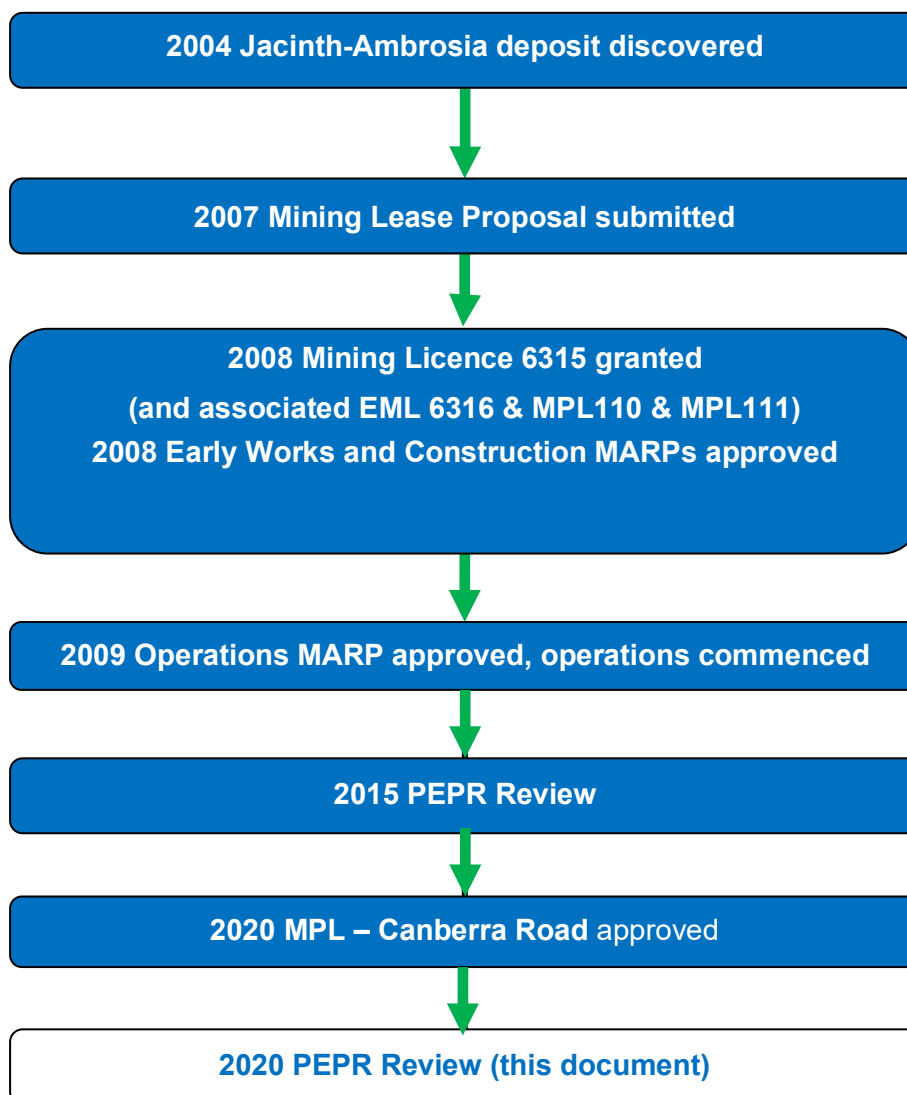 2004 Jacinth-Ambrosia deposit discovered
2007 Mining Lease Proposal submitted
2008 Mining Licence 6315 granted
(and associated EML 6316 & MPL110 & MPL111)
2008 Early Works and Construction MARPs approved
2009 Operations MARP approved, operations commenced
2015 PEPR Review
2020 MPL – Canberra Road approved
2020 PEPR Review (this document)